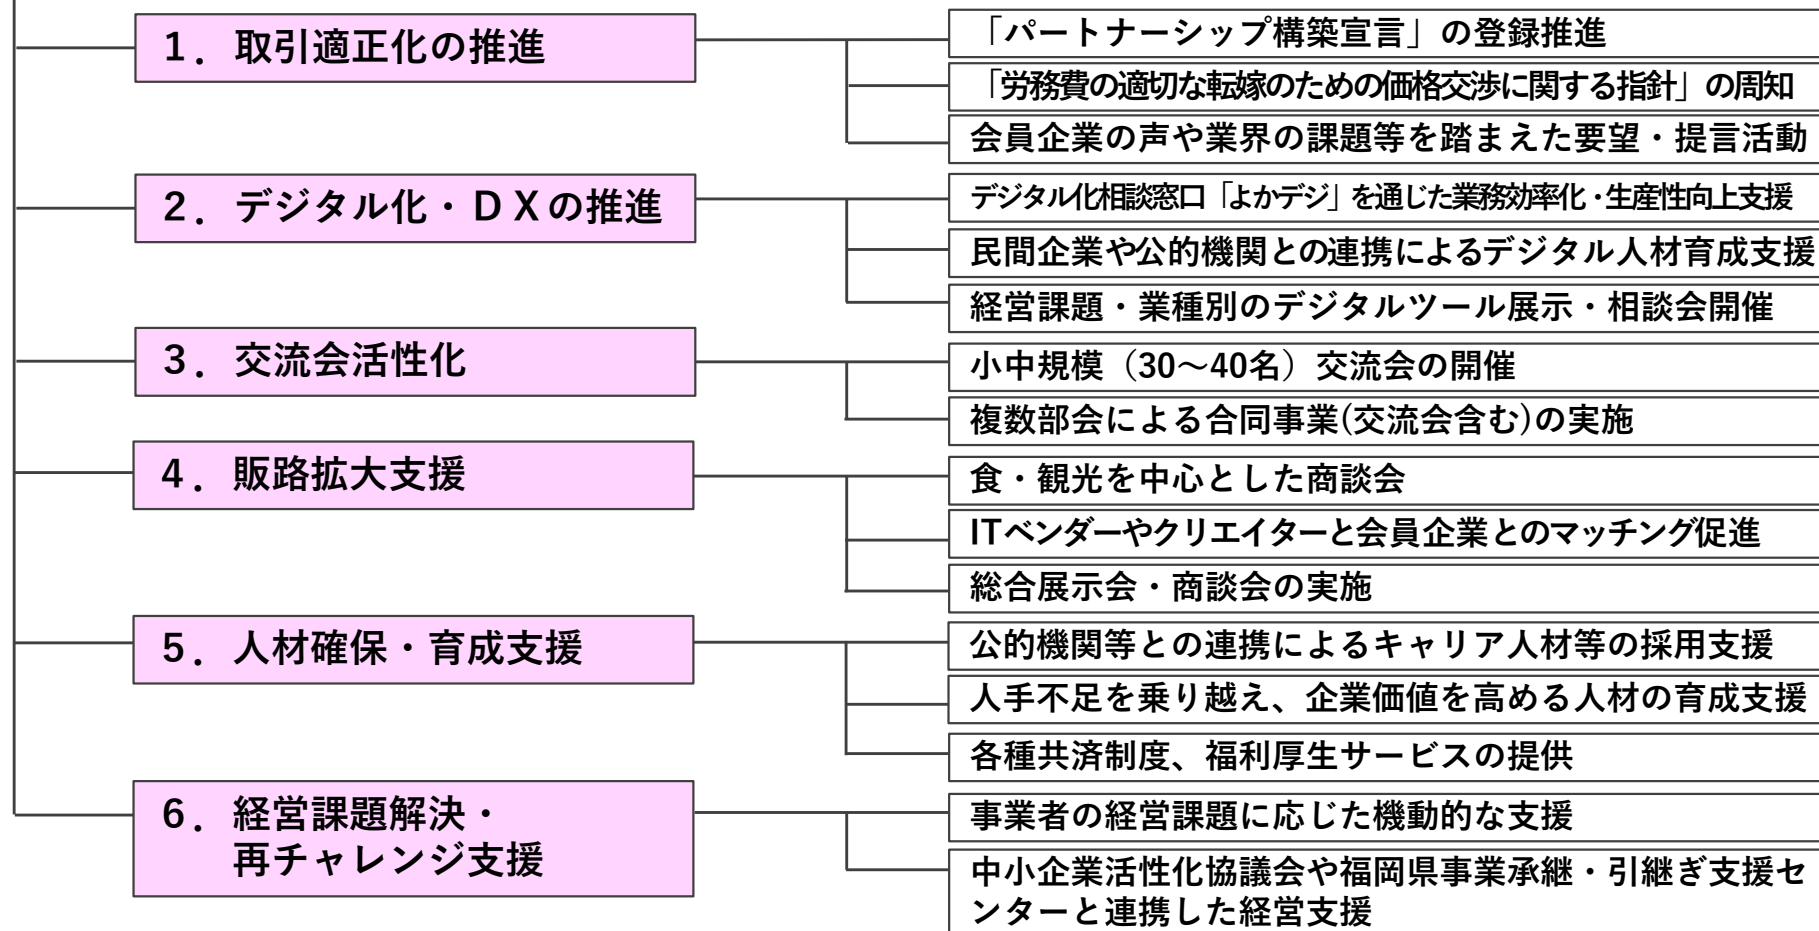 １．取引適正化の推進
「パートナーシップ構築宣言」の登録推進
「労務費の適切な転嫁のための価格交渉に関する指針」の周知
会員企業の声や業界の課題等を踏まえた要望・提言活動
２．デジタル化・ＤＸの推進
デジタル化相談窓口「よかデジ」を通じた業務効率化・生産性向上支援
民間企業や公的機関との連携によるデジタル人材育成支援
経営課題・業種別のデジタルツール展示・相談会開催
３．交流会活性化
小中規模（30～40名）交流会の開催
複数部会による合同事業(交流会含む)の実施
４．販路拡大支援
食・観光を中心とした商談会
ITベンダーやクリエイターと会員企業とのマッチング促進
総合展示会・商談会の実施
５．人材確保・育成支援
公的機関等との連携によるキャリア人材等の採用支援
人手不足を乗り越え、企業価値を高める人材の育成支援
各種共済制度、福利厚生サービスの提供
６．経営課題解決・
再チャレンジ支援
事業者の経営課題に応じた機動的な支援
中小企業活性化協議会や福岡県事業承継・引継ぎ支援セ
ンターと連携した経営支援